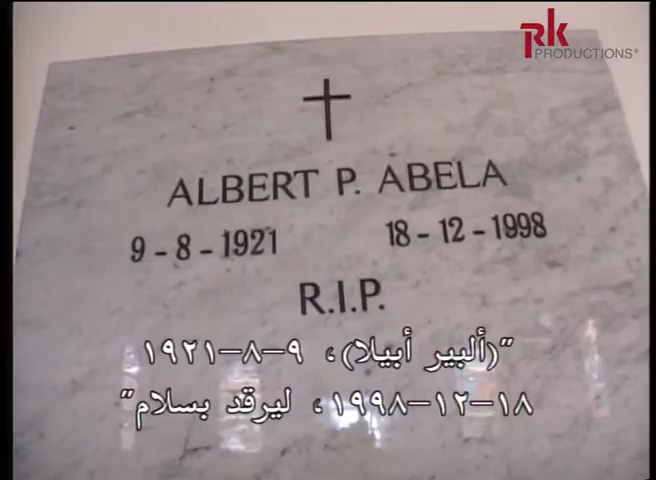 rk
PRODUCTIONS®
ALBERT P. ABELA
9-8-1921 18-12-1998
R.I.P.
"(ألبير أبيلا)، ٩-٨-١٩٢١
١٨-١٢-١٩٩٨، ليرقد بسلام"